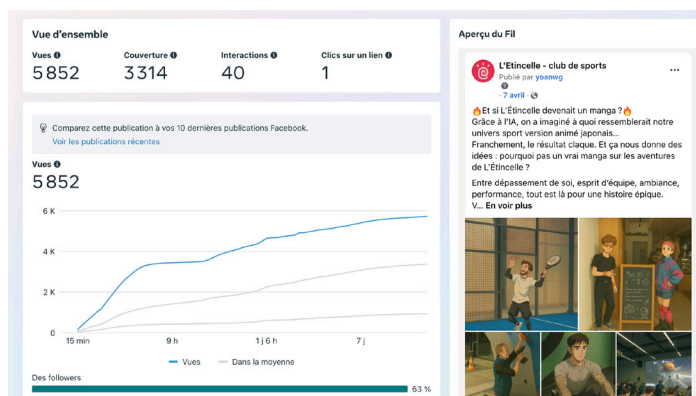 Vue d'ensemble
Vues
Couverture
Interactions
Clics sur un lien
5 852
3 314
40
1
Comparez cette publication à vos 10 dernières publications Facebook.
Voir les publications récentes
Vues
5 852
6 K
4 K
2 K
0
15 min
9 h
1 j 6 h
7 j
Vues
Dans la moyenne
Des followers
63 %
Aperçu du Fil
L'Etincelle - club de sports
Publié par yoanwg
· 7 avril ·
🔥Et si L'Étincelle devenait un manga ?🔥
Grâce à l'IA, on a imaginé à quoi ressemblerait notre
univers sport version animé japonais...
Franchement, le résultat claque. Et ça nous donne des
idées : pourquoi pas un vrai manga sur les aventures
de L'Étincelle ?
Entre dépassement de soi, esprit d'équipe, ambiance,
performance, tout est là pour une histoire épique.
V... En voir plus